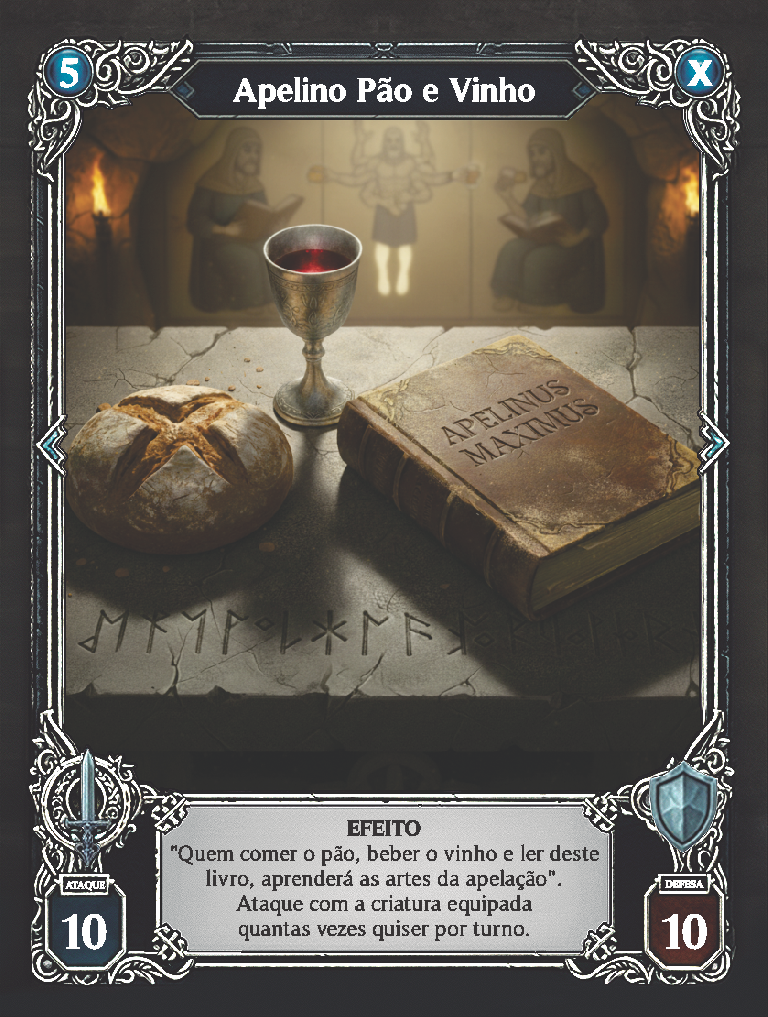 5
Apelino Pão e Vinho
X
APELINUS
MAXIMUS
EFEITO
"Quem comer o pão, beber o vinho e ler deste
livro, aprenderá as artes da apelação".
Ataque com a criatura equipada
quantas vezes quiser por turno.
ATAQUE
10
DEFESA
10